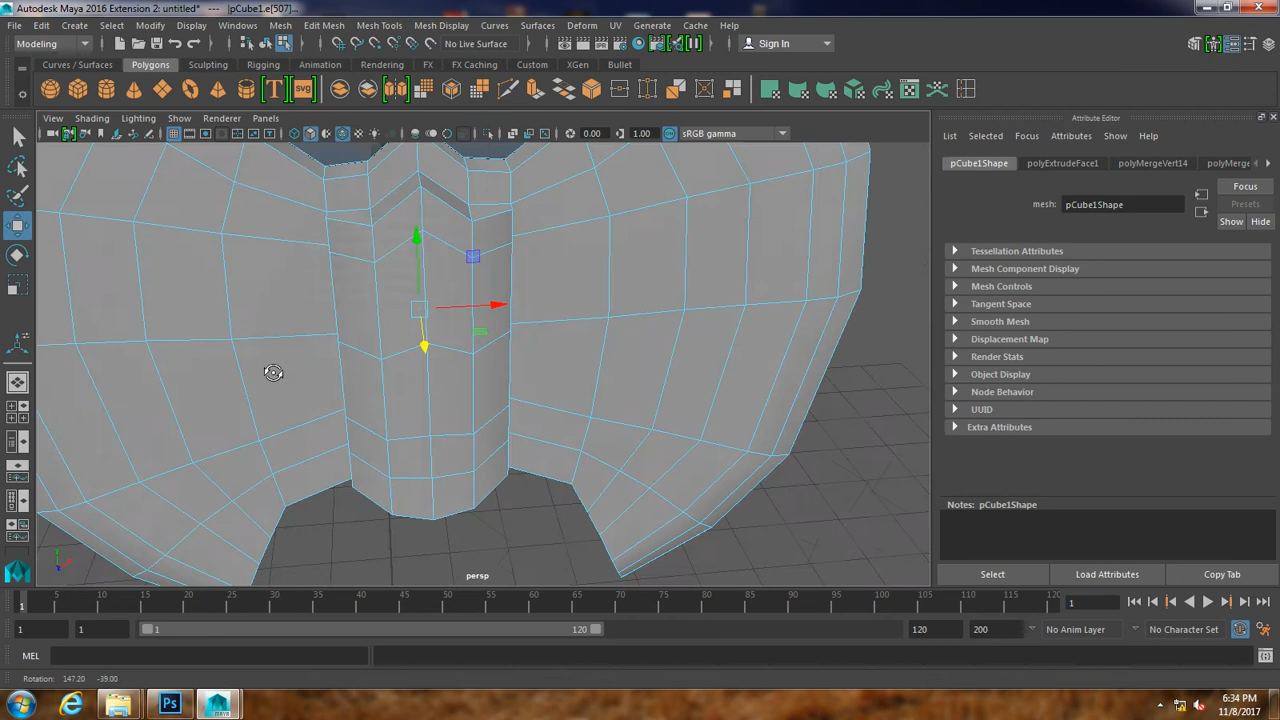 Autodesk Maya 2016 Extension 2: untitled*   ---   |pCube1.e[507]...
File Edit Create Select Modify Display Windows Mesh Edit Mesh Mesh Tools Mesh Display Curves Surfaces Deform UV Generate Cache Help
Modeling No Live Surface Sign In
Curves / Surfaces Polygons Sculpting Rigging Animation Rendering FX FX Caching Custom XGen Bullet
T svg
View Shading Lighting Show Renderer Panels
0.00 1.00 sRGB gamma
Attribute Editor
List Selected Focus Attributes Show Help
pCube1Shape polyExtrudeFace1 polyMergeVert14 polyMerge
mesh: pCube1Shape
Focus
Presets
Show Hide
Tessellation Attributes
Mesh Component Display
Mesh Controls
Tangent Space
Smooth Mesh
Displacement Map
Render Stats
Object Display
Node Behavior
UUID
Extra Attributes
Notes: pCube1Shape
persp
Select Load Attributes Copy Tab
1 5 10 15 20 25 30 35 40 45 50 55 60 65 70 75 80 85 90 95 100 105 110 115 120 1
1 1 1 120 120 200 No Anim Layer No Character Set
MEL
Rotation: 147.20 -39.00
Ps
6:34 PM
11/8/2017